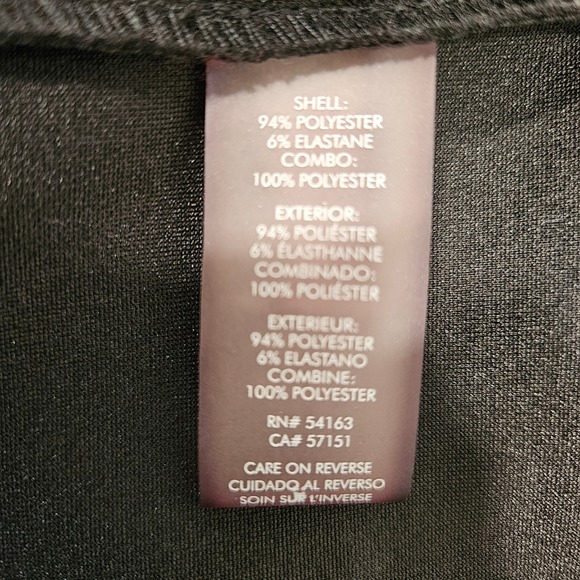 SHELL:
94% POLYESTER
6% ELASTANE
COMBO:
100% POLYESTER
EXTERIOR:
94% POLIÉSTER
6% ÉLASTHANNE
COMBINADO:
100% POLIÉSTER
EXTERIEUR:
94% POLYESTER
6% ELASTANO
COMBINE:
100% POLYESTER
RN# 54163
CA# 57151
CARE ON REVERSE
CUIDADO AL REVERSO
SOIN SUR L'INVERSE